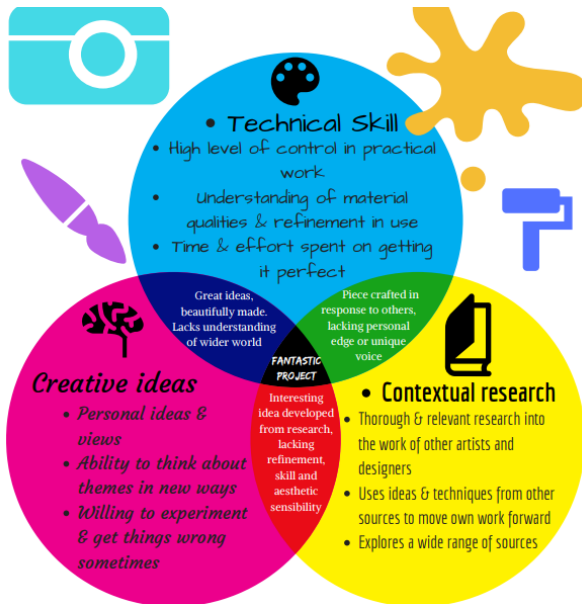 • Technical Skill
• High level of control in practical
work
• Understanding of material
qualities & refinement in use
• Time & effort spent on getting
it perfect
Great ideas,
beautifully made.
Lacks understanding
of wider world
Piece crafted in
response to others,
lacking personal
edge or unique
voice
FANTASTIC
PROJECT
Creative ideas
• Personal ideas &
views
• Ability to think about
themes in new ways
• Willing to experiment
& get things wrong
sometimes
Interesting
idea developed
from research,
lacking
refinement,
skill and
aesthetic
sensibility
• Contextual research
• Thorough & relevant research into
the work of other artists and
designers
• Uses ideas & techniques from other
sources to move own work forward
• Explores a wide range of sources